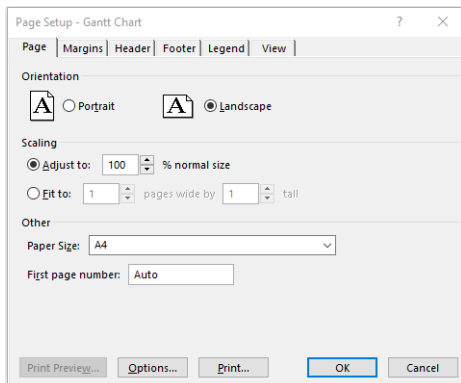 Page Setup - Gantt Chart ? ×
Page Margins Header Footer Legend View
Orientation
A Portrait A Landscape
Scaling
Adjust to: 100 % normal size
Fit to: 1 pages wide by 1 tall
Other
Paper Size: A4
First page number: Auto
Print Preview... Options... Print... OK Cancel